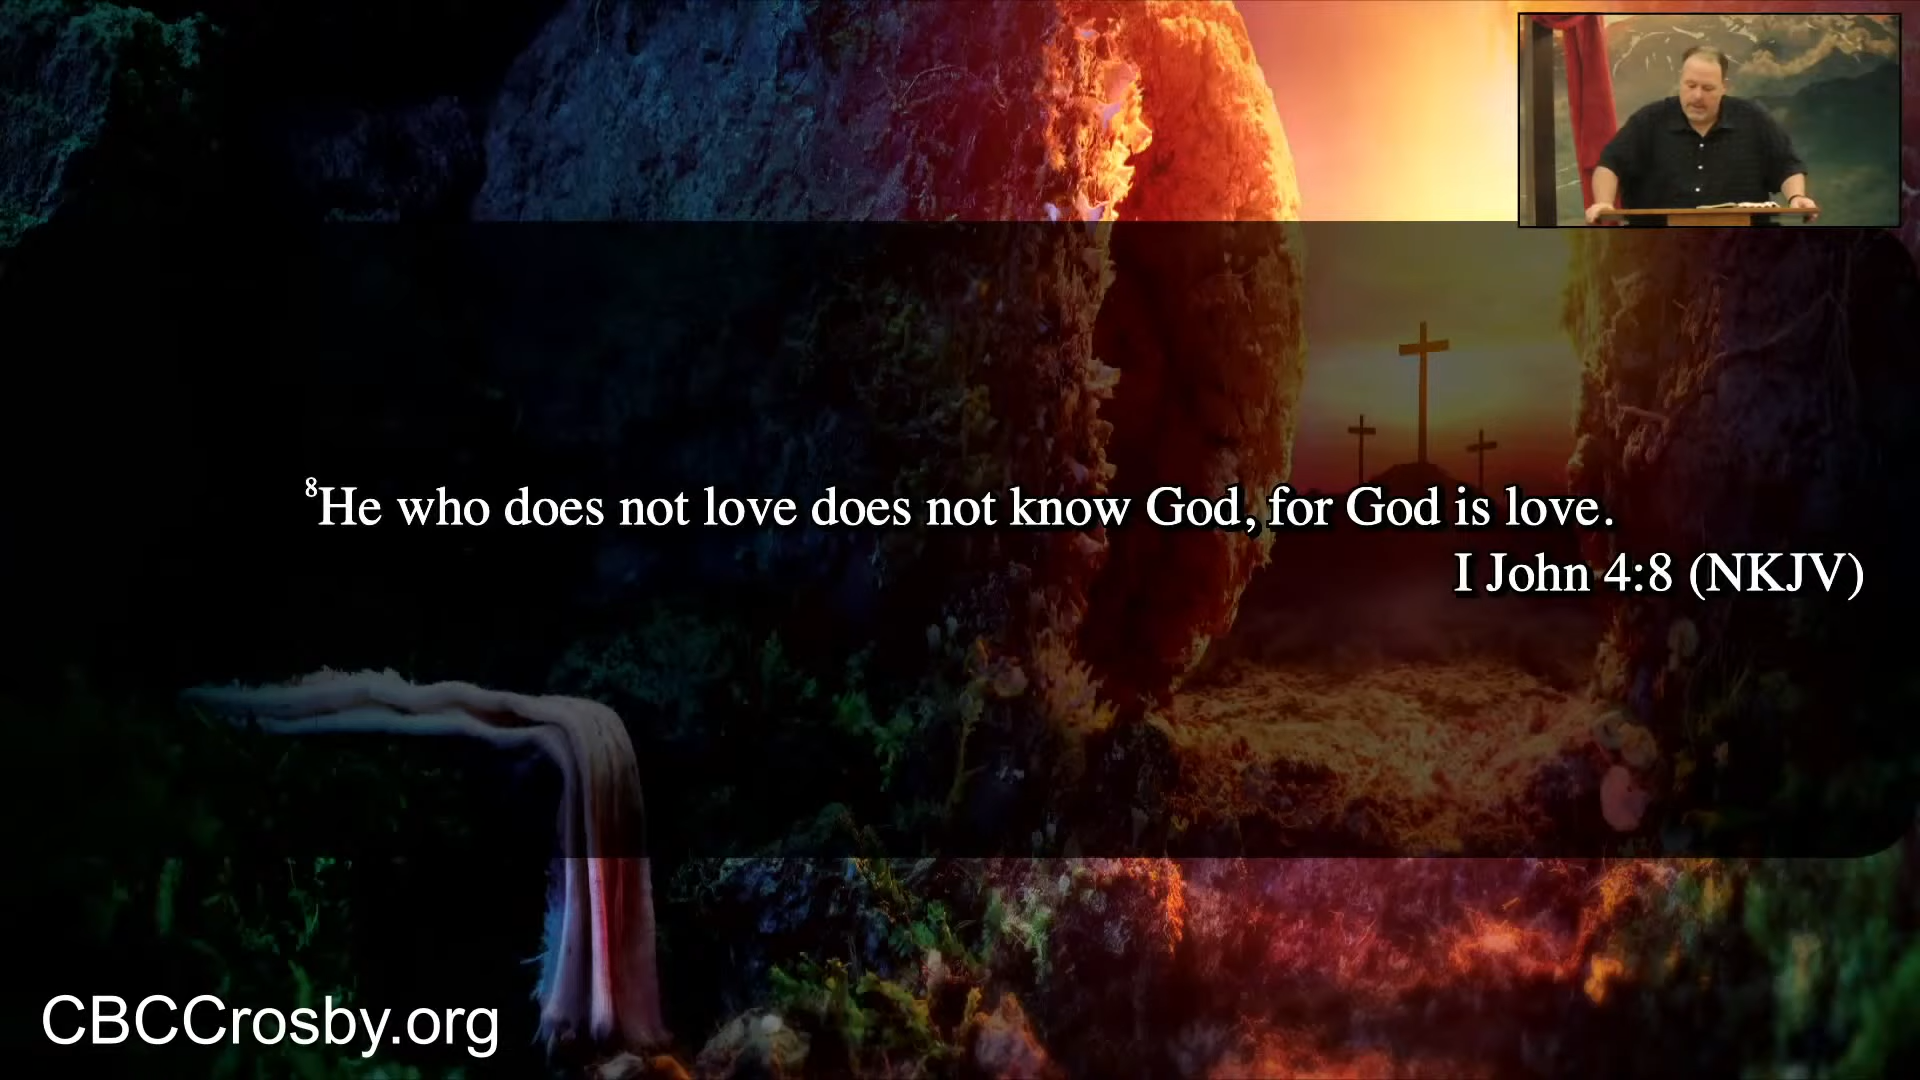 ⁸He who does not love does not know God, for God is love.
I John 4:8 (NKJV)
CBCCrosby.org